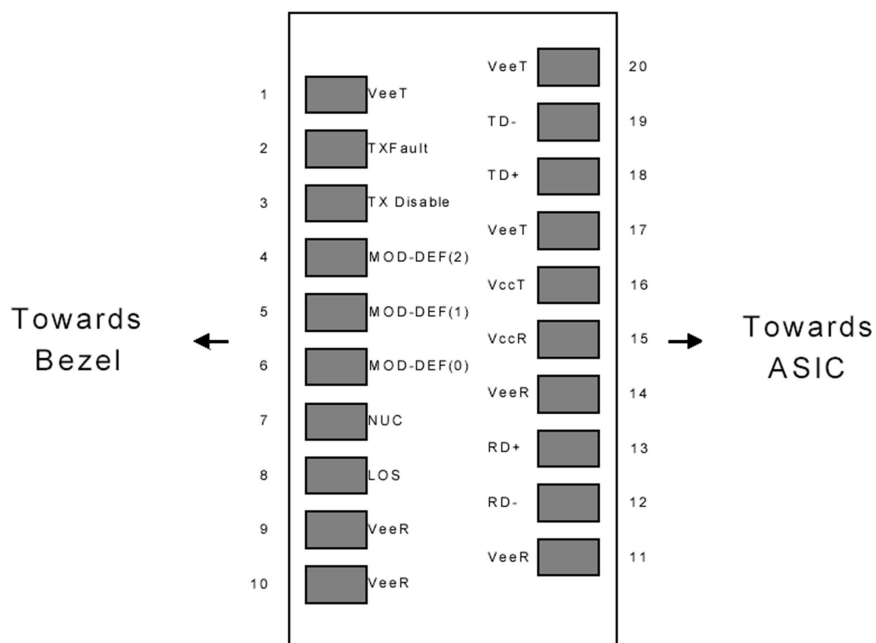 VeeT 20
1 VeeT
TD- 19
2 TXFault
TD+ 18
3 TX Disable
VeeT 17
4 MOD-DEF(2)
VccT 16
5 MOD-DEF(1)
Towards
Bezel
VccR 15
Towards
ASIC
6 MOD-DEF(0)
VeeR 14
7 NUC
RD+ 13
8 LOS
RD- 12
9 VeeR
VeeR 11
10 VeeR